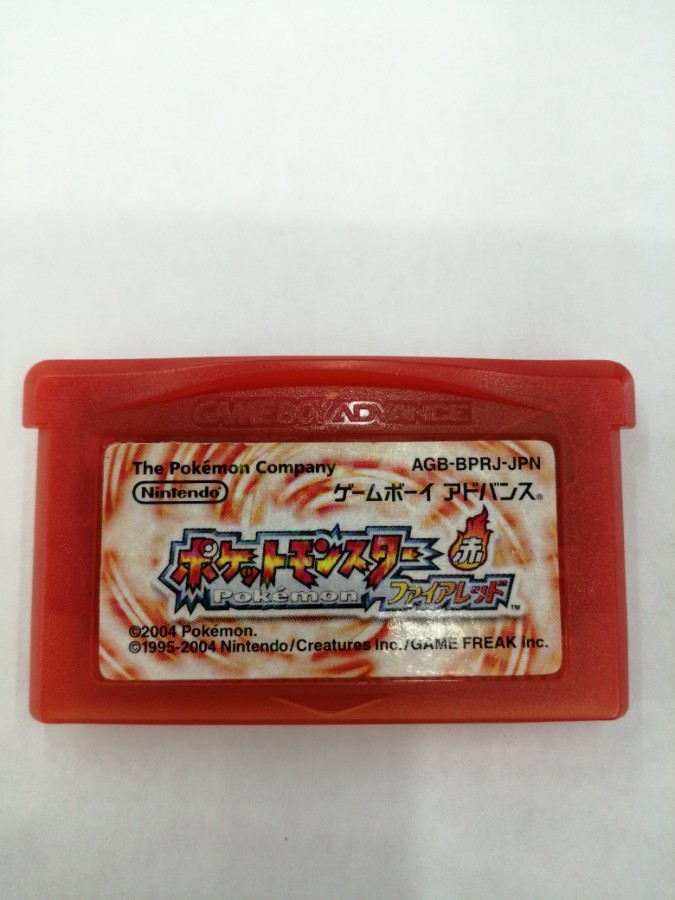 GAME BOY ADVANCE
The Pokémon Company AGB-BPRJ-JPN
Nintendo® ゲームボーイ アドバンス®
ポケットモンスター 赤
Pokémon ファイアレッド™
©2004 Pokémon.
©1995-2004 Nintendo/Creatures inc./GAME FREAK inc.